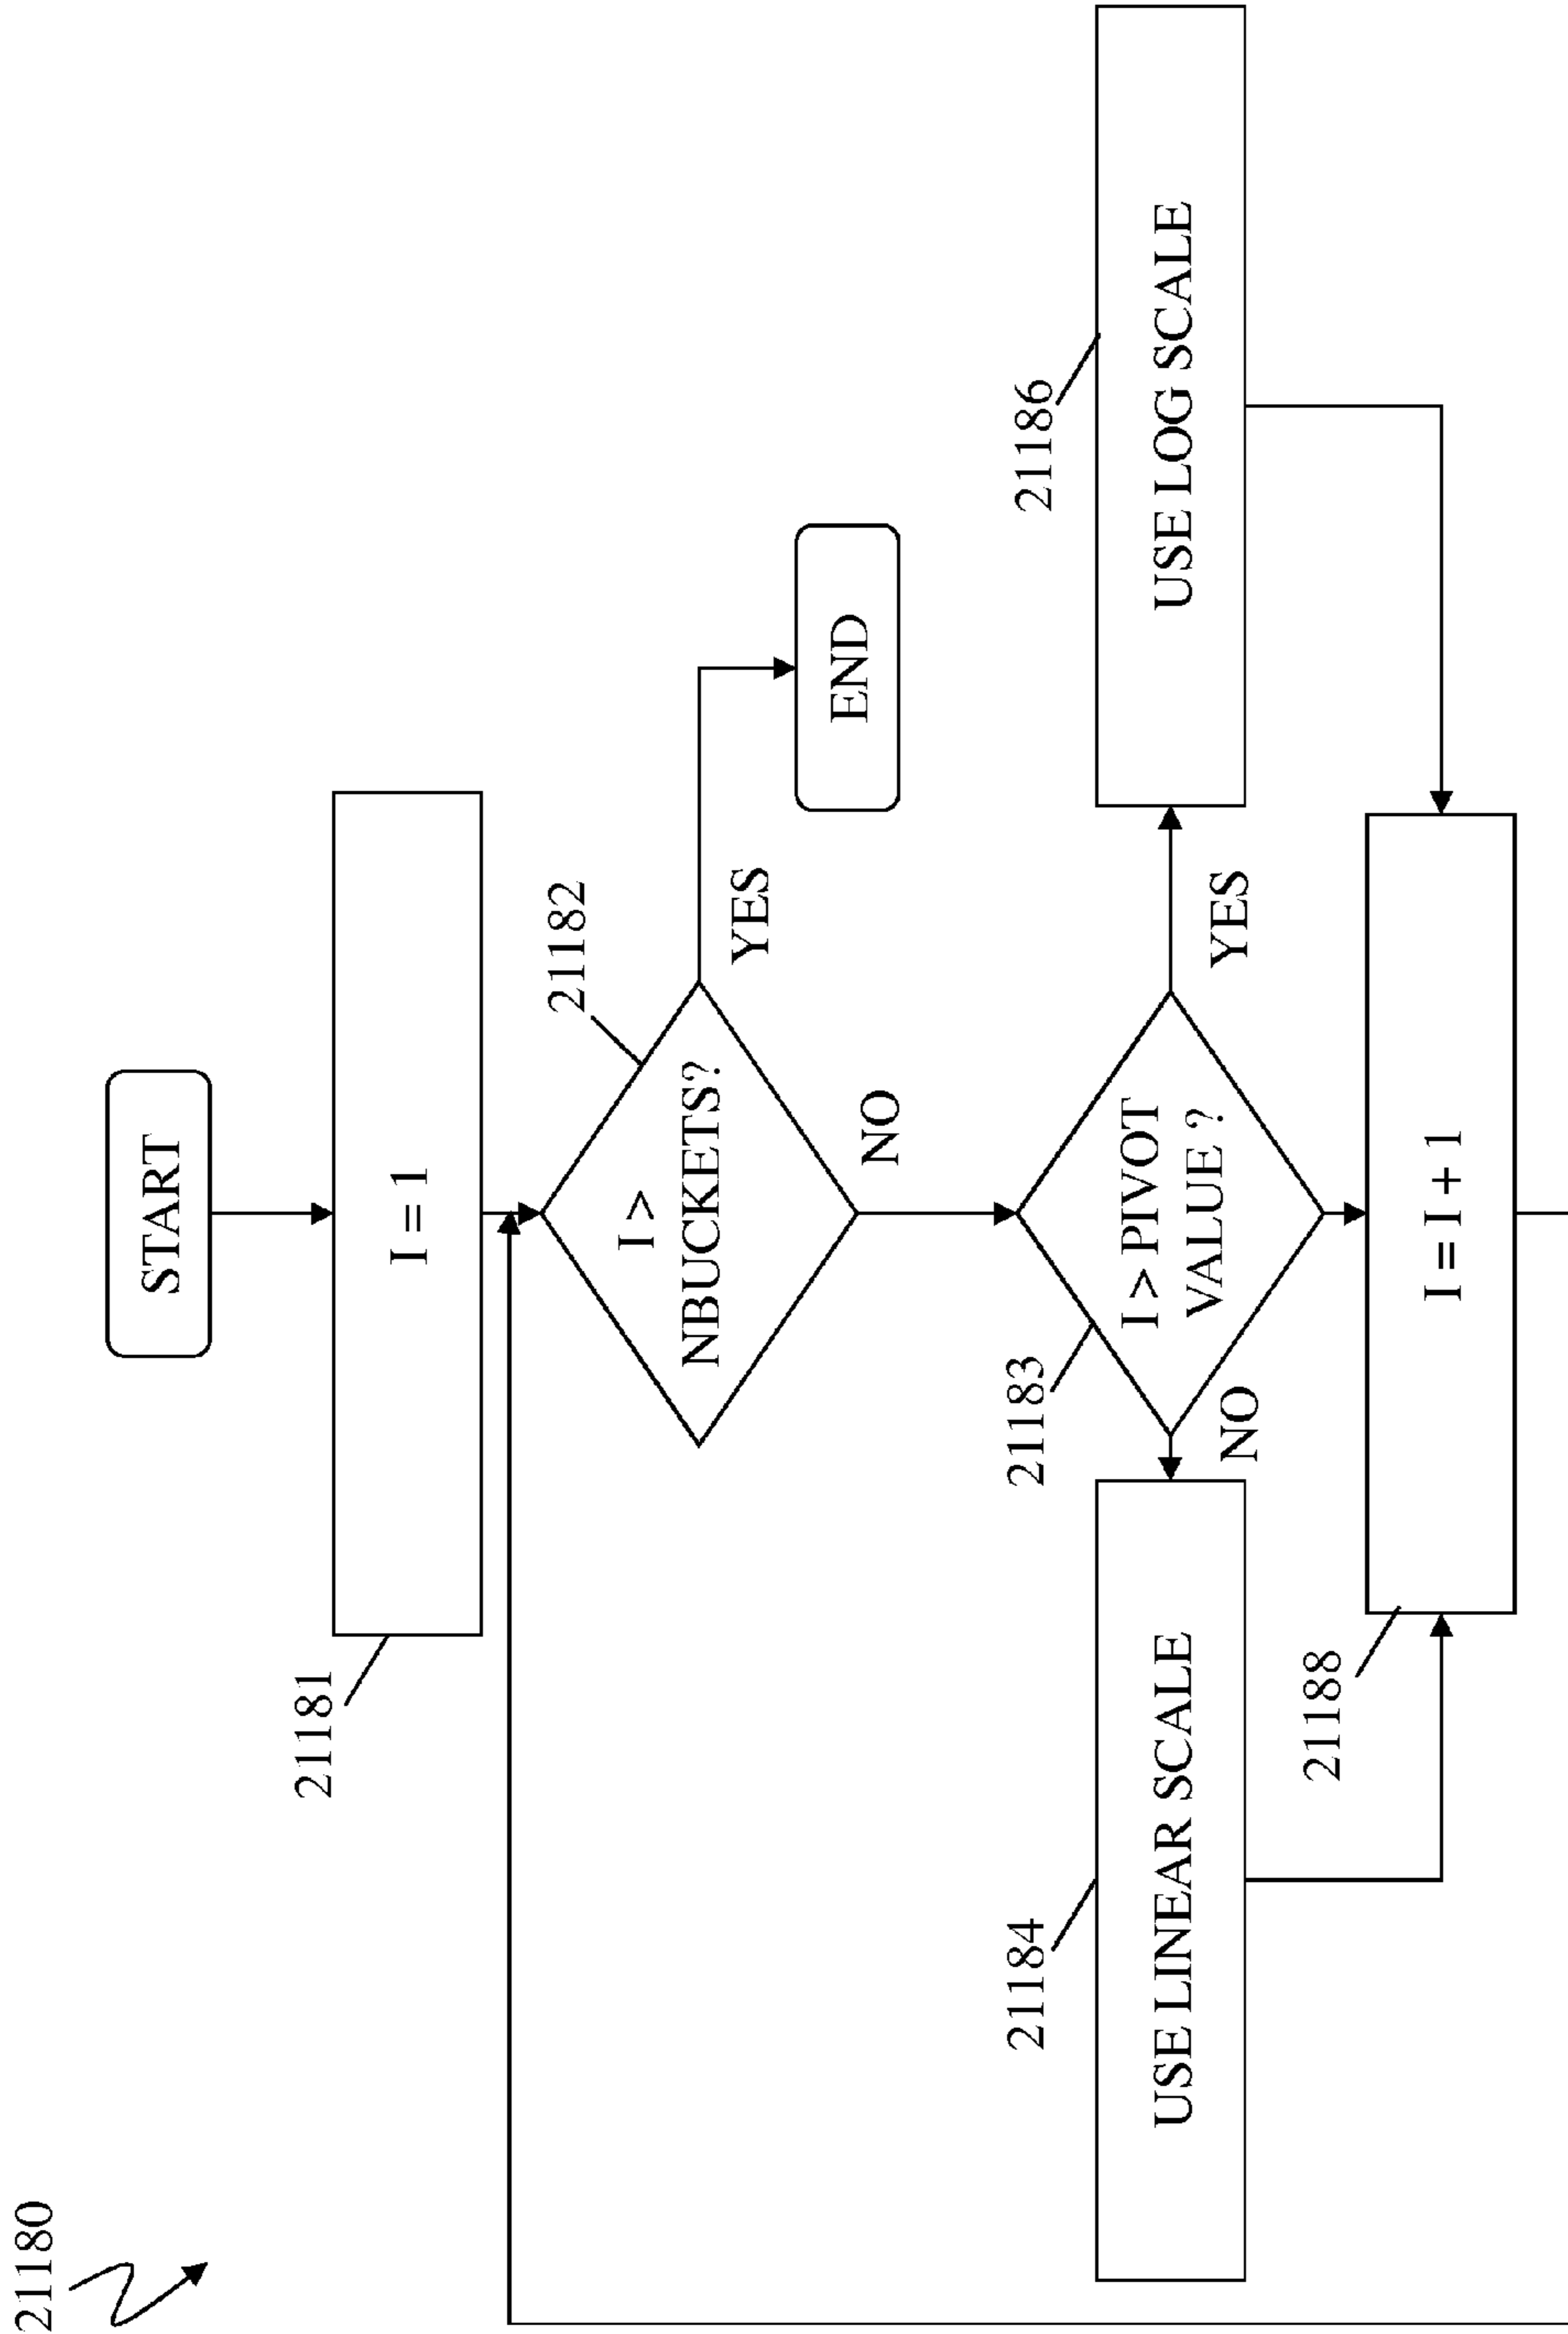 21180
START
21181
I = 1
21182
I >
NBUCKETS?
YES
END
NO
21183
I > PIVOT
VALUE ?
NO
YES
21184
USE LINEAR SCALE
21186
USE LOG SCALE
21188
I = I + 1